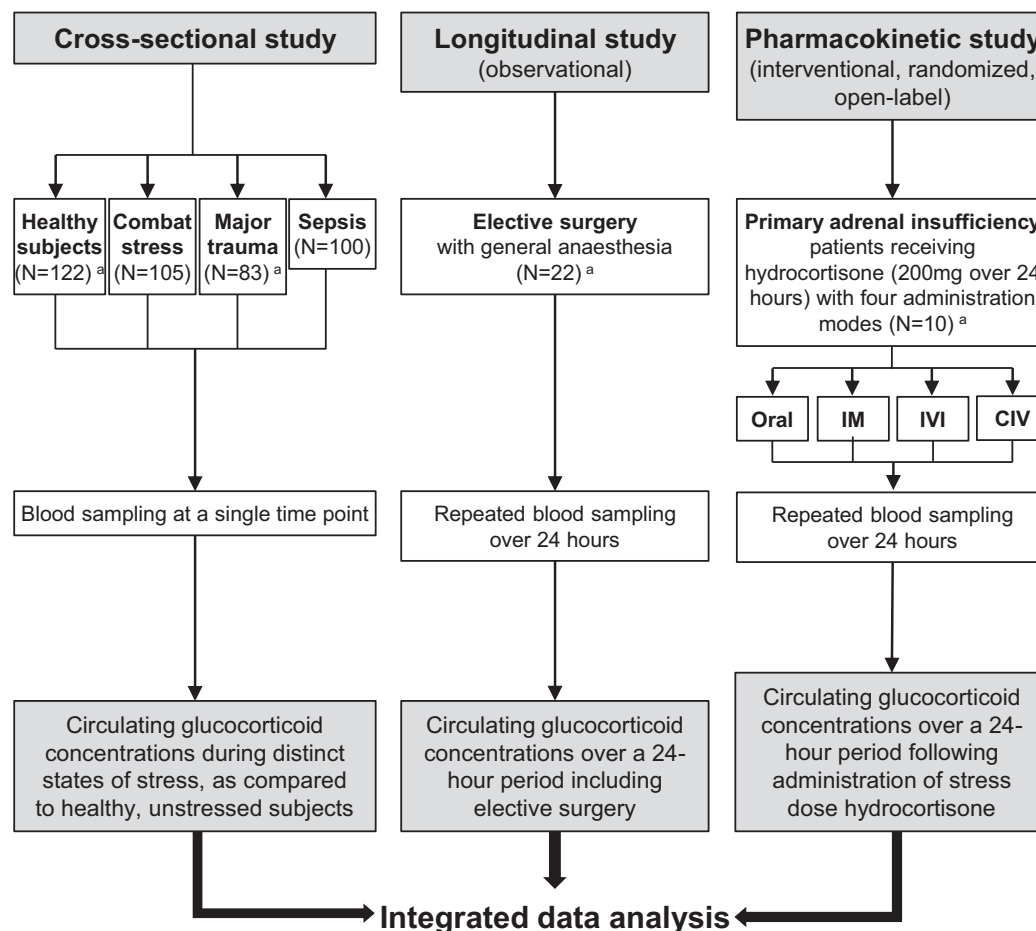 Cross-sectional study
Healthy
subjects
(N=122) a
Combat
stress
(N=105)
Major
trauma
(N=83) a
Sepsis
(N=100)
Blood sampling at a single time point
Circulating glucocorticoid
concentrations during distinct
states of stress, as compared
to healthy, unstressed subjects
Longitudinal study
(observational)
Elective surgery
with general anaesthesia
(N=22) a
Repeated blood sampling
over 24 hours
Circulating glucocorticoid
concentrations over a 24-
hour period including
elective surgery
Pharmacokinetic study
(interventional, randomized,
open-label)
Primary adrenal insufficiency
patients receiving
hydrocortisone (200mg over 24
hours) with four administration
modes (N=10) a
Oral
IM
IVI
CIV
Repeated blood sampling
over 24 hours
Circulating glucocorticoid
concentrations over a 24-
hour period following
administration of stress
dose hydrocortisone
Integrated data analysis